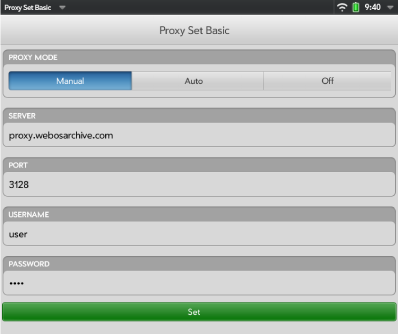 Proxy Set Basic
9:40
Proxy Set Basic
PROXY MODE
Manual
Auto
Off
SERVER
proxy.webosarchive.com
PORT
3128
USERNAME
user
PASSWORD
••••
Set